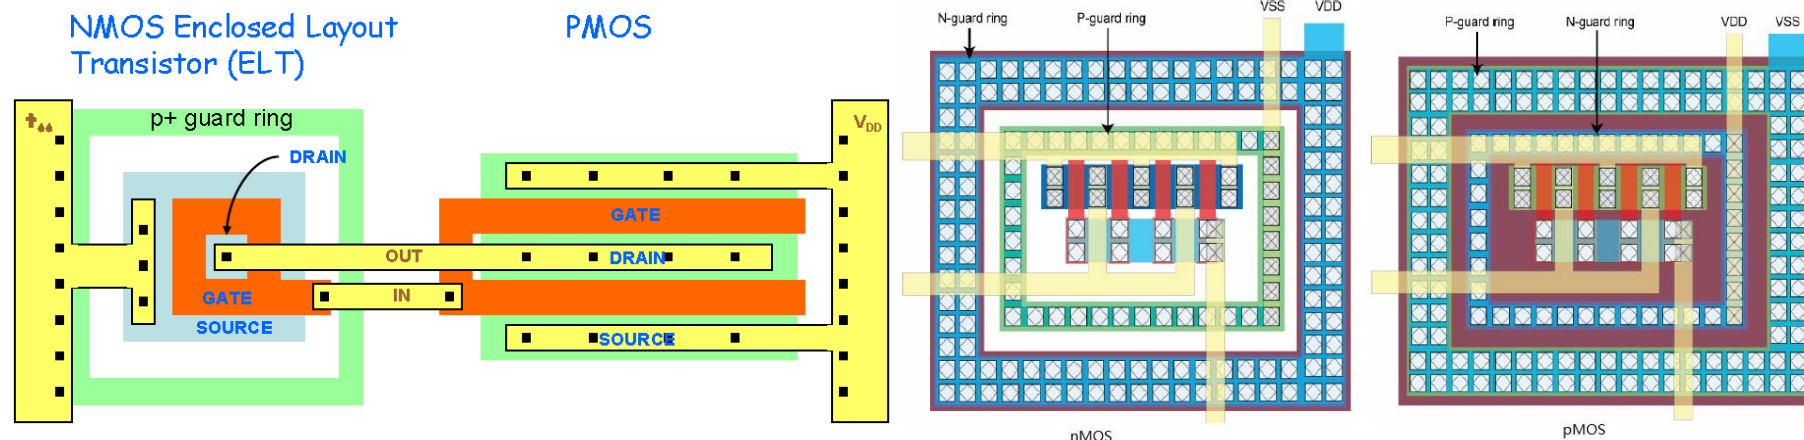 NMOS Enclosed Layout
Transistor (ELT)
PMOS
p+ guard ring
DRAIN
V_DD
GATE
OUT
DRAIN
GATE
IN
SOURCE
SOURCE
N-guard ring
P-guard ring
VSS
VDD
nMOS
P-guard ring
N-guard ring
VDD
VSS
pMOS